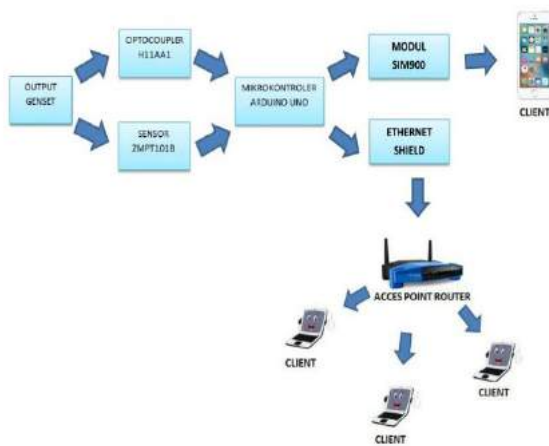 OUTPUT
GENSET
OPTOCOUPLER
H11AA1
SENSOR
ZMPT101B
MIKROKONTROLER
ARDUINO UNO
MODUL
SIM900
ETHERNET
SHIELD
CLIENT
ACCES POINT ROUTER
CLIENT
CLIENT
CLIENT